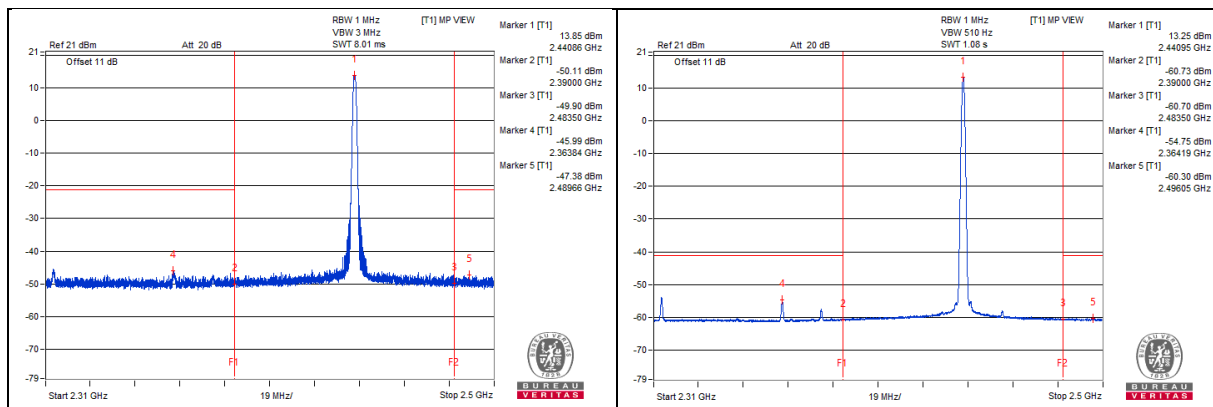 RBW 1 MHz
[T1] MP VIEW
VBW 3 MHz
Ref 21 dBm
Att 20 dB
SWT 8.01 ms
21
Offset 11 dB
10
0
-10
-20
-30
-40
-50
-60
-70
-79
1
4
2
3
5
F1
F2
Start 2.31 GHz
19 MHz/
Stop 2.5 GHz
Marker 1 [T1]
13.85 dBm
2.44086 GHz
Marker 2 [T1]
-50.11 dBm
2.39000 GHz
Marker 3 [T1]
-49.90 dBm
2.48350 GHz
Marker 4 [T1]
-45.99 dBm
2.36384 GHz
Marker 5 [T1]
-47.38 dBm
2.48966 GHz
1828
BUREAU
VERITAS
RBW 1 MHz
[T1] MP VIEW
VBW 510 Hz
Ref 21 dBm
Att 20 dB
SWT 1.08 s
21
Offset 11 dB
10
0
-10
-20
-30
-40
-50
-60
-70
-79
1
4
2
3
5
F1
F2
Start 2.31 GHz
19 MHz/
Stop 2.5 GHz
Marker 1 [T1]
13.25 dBm
2.44095 GHz
Marker 2 [T1]
-60.73 dBm
2.39000 GHz
Marker 3 [T1]
-60.70 dBm
2.48350 GHz
Marker 4 [T1]
-54.75 dBm
2.36419 GHz
Marker 5 [T1]
-60.30 dBm
2.49605 GHz
1828
BUREAU
VERITAS